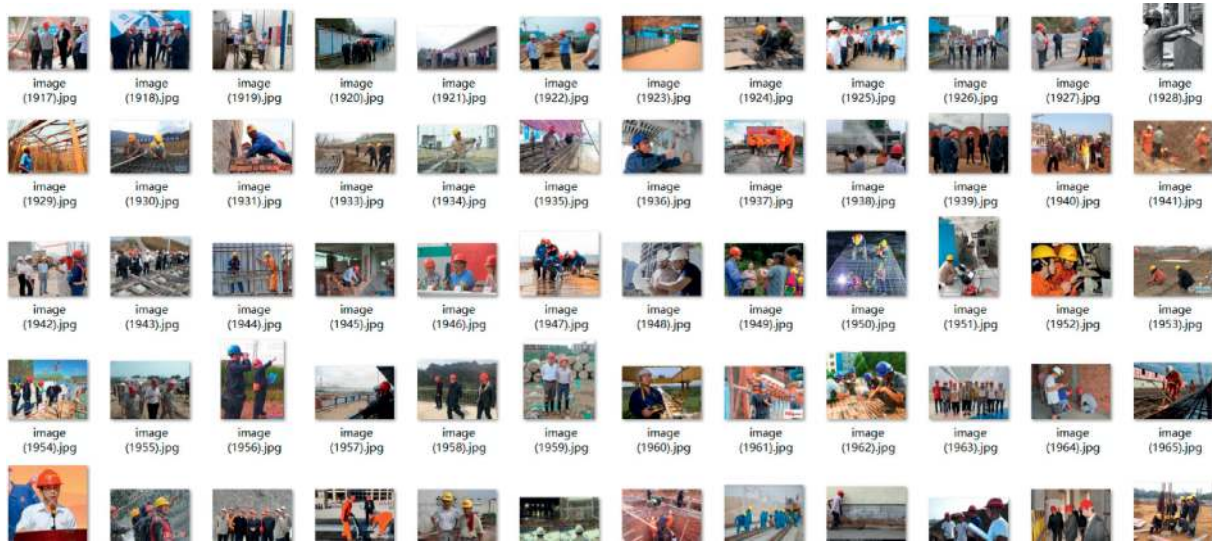 image
(1917).jpg
image
(1918).jpg
image
(1919).jpg
image
(1920).jpg
image
(1921).jpg
image
(1922).jpg
image
(1923).jpg
image
(1924).jpg
image
(1925).jpg
image
(1926).jpg
image
(1927).jpg
image
(1928).jpg
image
(1929).jpg
image
(1930).jpg
image
(1931).jpg
image
(1933).jpg
image
(1934).jpg
image
(1935).jpg
image
(1936).jpg
image
(1937).jpg
image
(1938).jpg
image
(1939).jpg
image
(1940).jpg
image
(1941).jpg
image
(1942).jpg
image
(1943).jpg
image
(1944).jpg
image
(1945).jpg
image
(1946).jpg
image
(1947).jpg
image
(1948).jpg
image
(1949).jpg
image
(1950).jpg
image
(1951).jpg
image
(1952).jpg
image
(1953).jpg
image
(1954).jpg
image
(1955).jpg
image
(1956).jpg
image
(1957).jpg
image
(1958).jpg
image
(1959).jpg
image
(1960).jpg
image
(1961).jpg
image
(1962).jpg
image
(1963).jpg
image
(1964).jpg
image
(1965).jpg